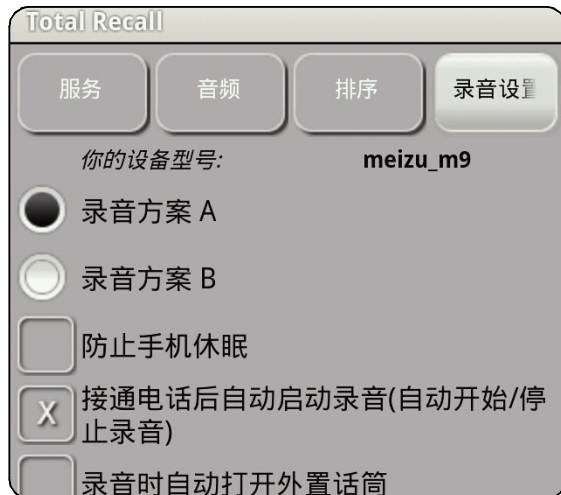 Total Recall
服务 音频 排序 录音设置
你的设备型号: meizu_m9
录音方案 A
录音方案 B
防止手机休眠
X 接通电话后自动启动录音(自动开始/停
止录音)
录音时自动打开外置话筒